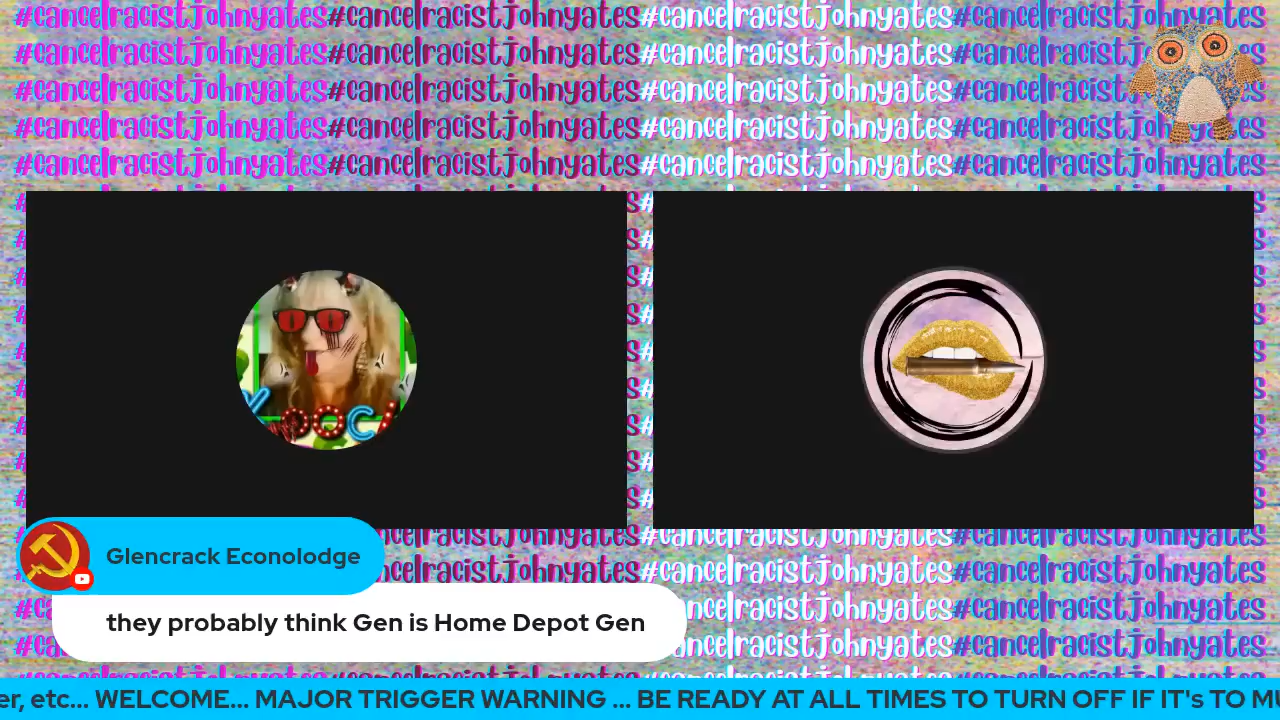 #cancelracistjohnyates#cancelracistjohnyates#cancelracistjohnyates#cancelracistjohnyates
#cancelracistjohnyates#cancelracistjohnyates#cancelracistjohnyates#cancelracistjohnyates
#cancelracistjohnyates#cancelracistjohnyates#cancelracistjohnyates#cancelracistjohnyates
#cancelracistjohnyates#cancelracistjohnyates#cancelracistjohnyates#cancelracistjohnyates
#cancelracistjohnyates#cancelracistjohnyates#cancelracistjohnyates#cancelracistjohnyates
Glencrack Econolodge
they probably think Gen is Home Depot Gen
er, etc... WELCOME... MAJOR TRIGGER WARNING ... BE READY AT ALL TIMES TO TURN OFF IF IT's TO